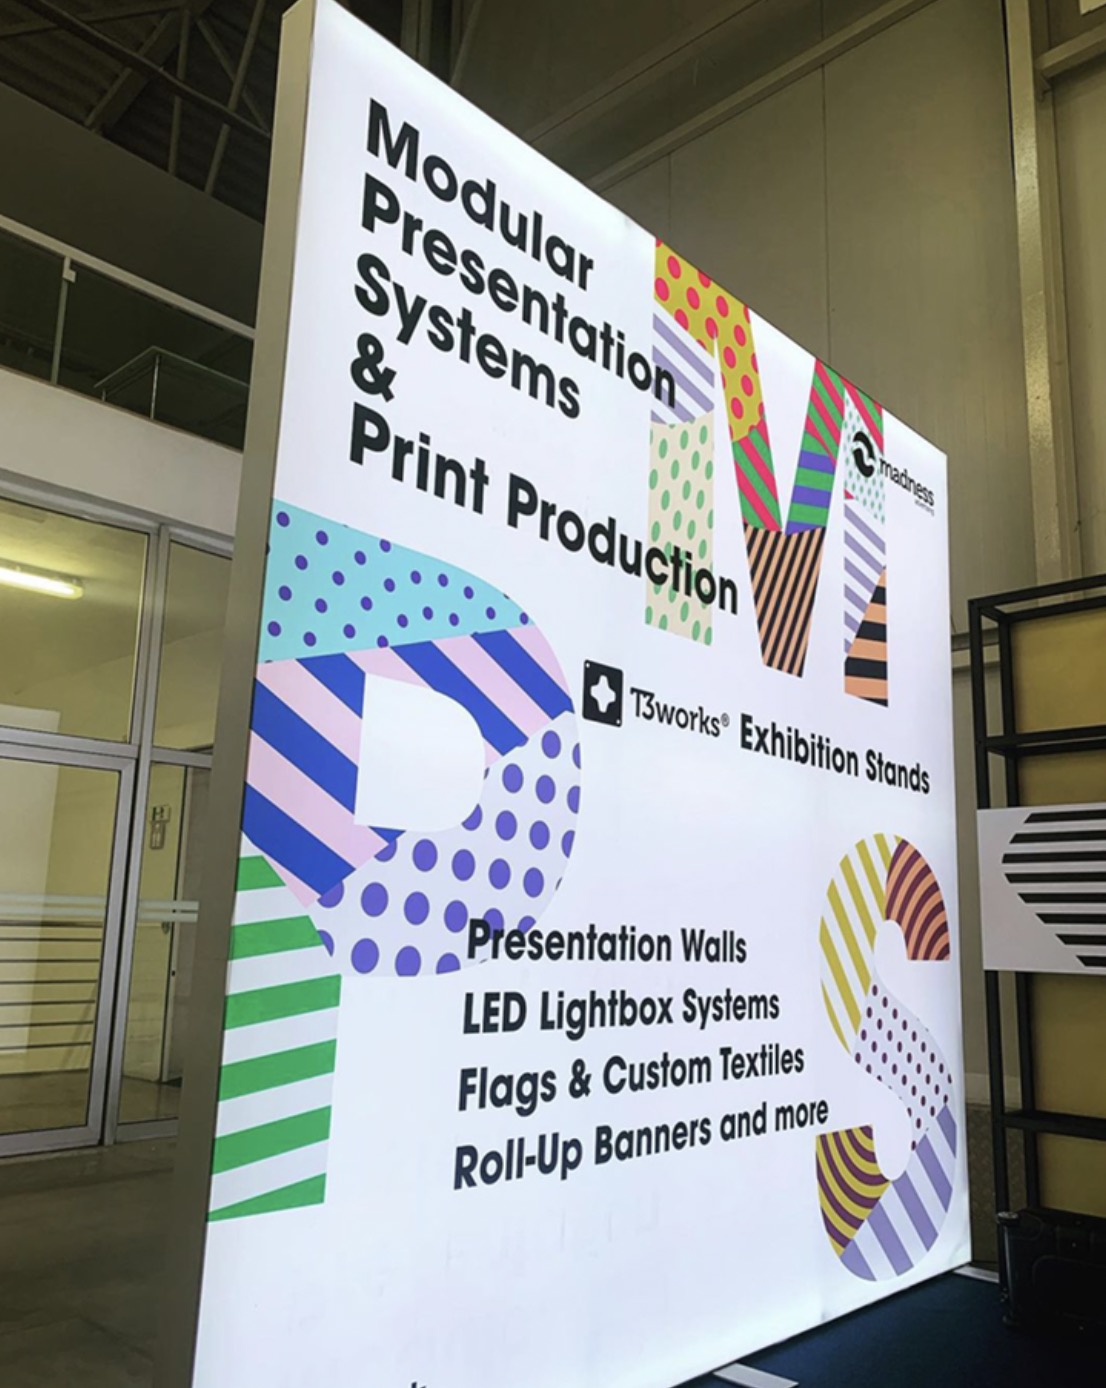 Modular
Presentation
Systems
&
Print Production
M
madness
P
T3works® Exhibition Stands
S
Presentation Walls
LED Lightbox Systems
Flags & Custom Textiles
Roll-Up Banners and more